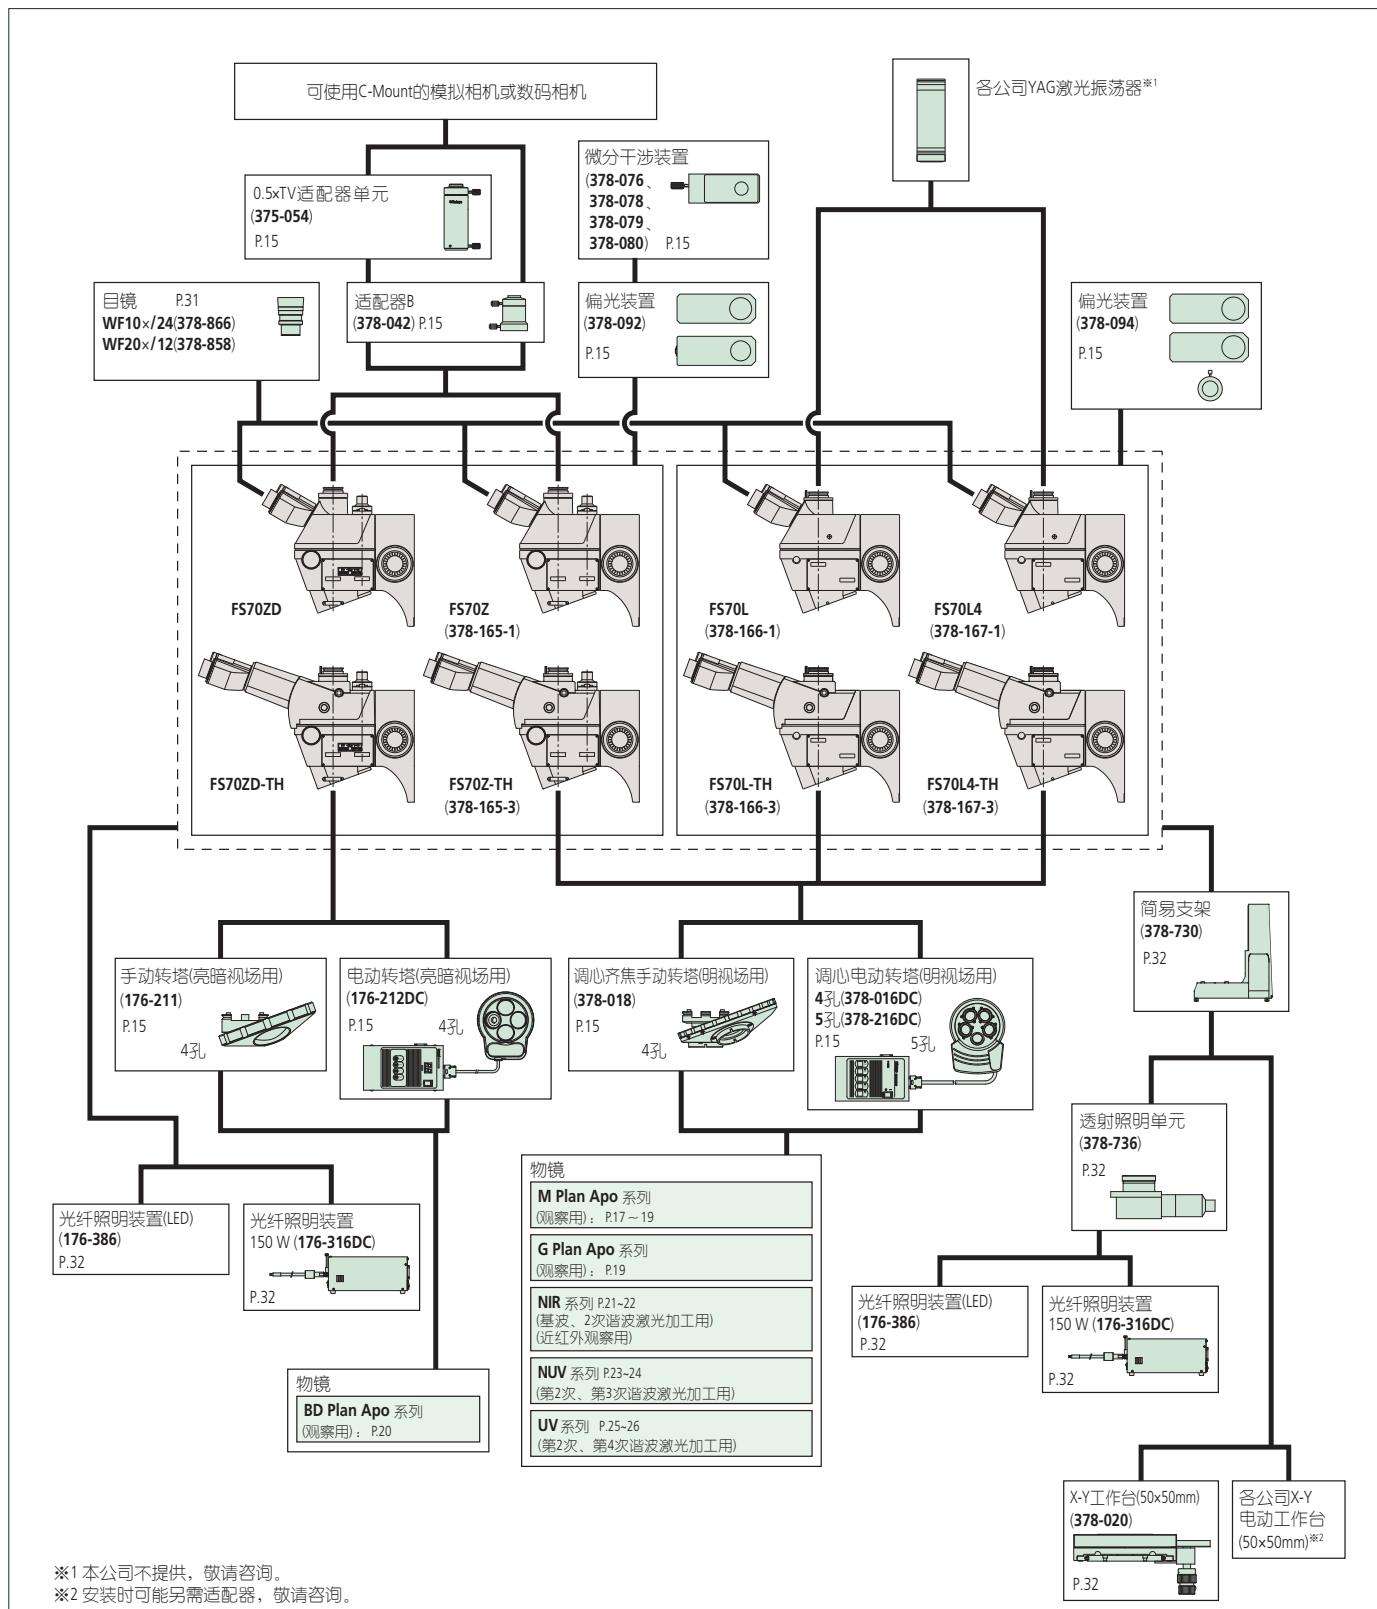 可使用C-Mount的模拟相机或数码相机
各公司YAG激光振荡器※1
0.5×TV适配器单元
(375-054)
P.15
微分干涉装置
(378-076、
378-078、
378-079、
378-080) P.15
目镜 P.31
WF10×/24(378-866)
WF20×/12(378-858)
适配器B
(378-042) P.15
偏光装置
(378-092)
P.15
偏光装置
(378-094)
P.15
FS70ZD
FS70Z
(378-165-1)
FS70L
(378-166-1)
FS70L4
(378-167-1)
FS70ZD-TH
FS70Z-TH
(378-165-3)
FS70L-TH
(378-166-3)
FS70L4-TH
(378-167-3)
手动转塔(亮暗视场用)
(176-211)
P.15
4孔
电动转塔(亮暗视场用)
(176-212DC)
P.15
4孔
调心齐焦手动转塔(明视场用)
(378-018)
P.15
4孔
调心电动转塔(明视场用)
4孔(378-016DC)
5孔(378-216DC)
P.15
5孔
简易支架
(378-730)
P.32
透射照明单元
(378-736)
P.32
光纤照明装置(LED)
(176-386)
P.32
光纤照明装置
150 W (176-316DC)
P.32
物镜
M Plan Apo 系列
(观察用)：P.17～19
G Plan Apo 系列
(观察用)：P.19
NIR 系列 P.21~22
(基波、2次谐波激光加工用)
(近红外观察用)
NUV 系列 P.23~24
(第2次、第3次谐波激光加工用)
UV 系列 P.25~26
(第2次、第4次谐波激光加工用)
光纤照明装置(LED)
(176-386)
P.32
光纤照明装置
150 W (176-316DC)
P.32
物镜
BD Plan Apo 系列
(观察用)：P.20
X-Y工作台(50×50mm)
(378-020)
P.32
各公司X-Y
电动工作台
(50×50mm)※2
※1 本公司不提供，敬请咨询。
※2 安装时可能另需适配器，敬请咨询。